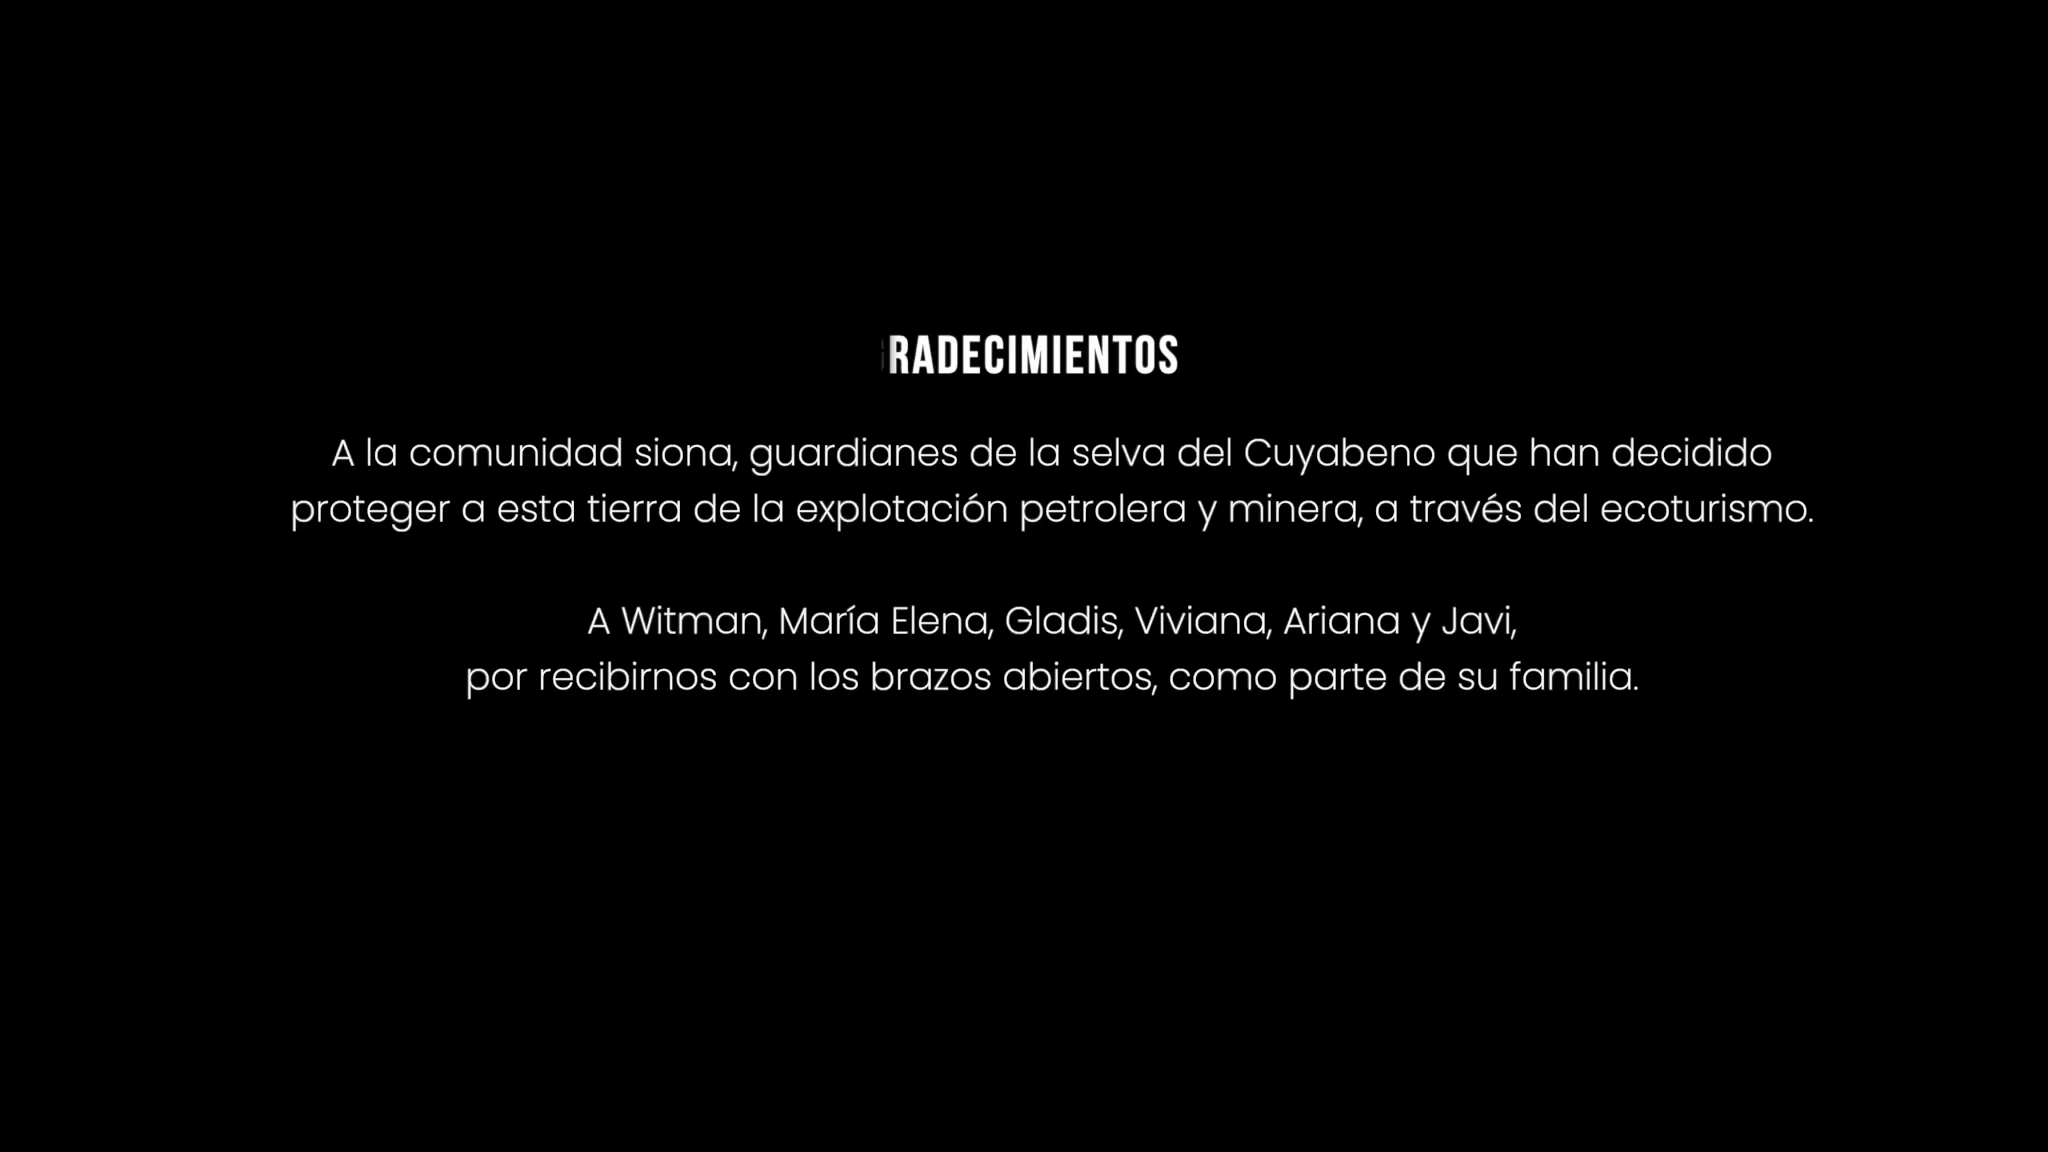 RADECIMIENTOS
A la comunidad siona, guardianes de la selva del Cuyabeno que han decidido
proteger a esta tierra de la explotación petrolera y minera, a través del ecoturismo.
A Witman, María Elena, Gladis, Viviana, Ariana y Javi,
por recibirnos con los brazos abiertos, como parte de su familia.